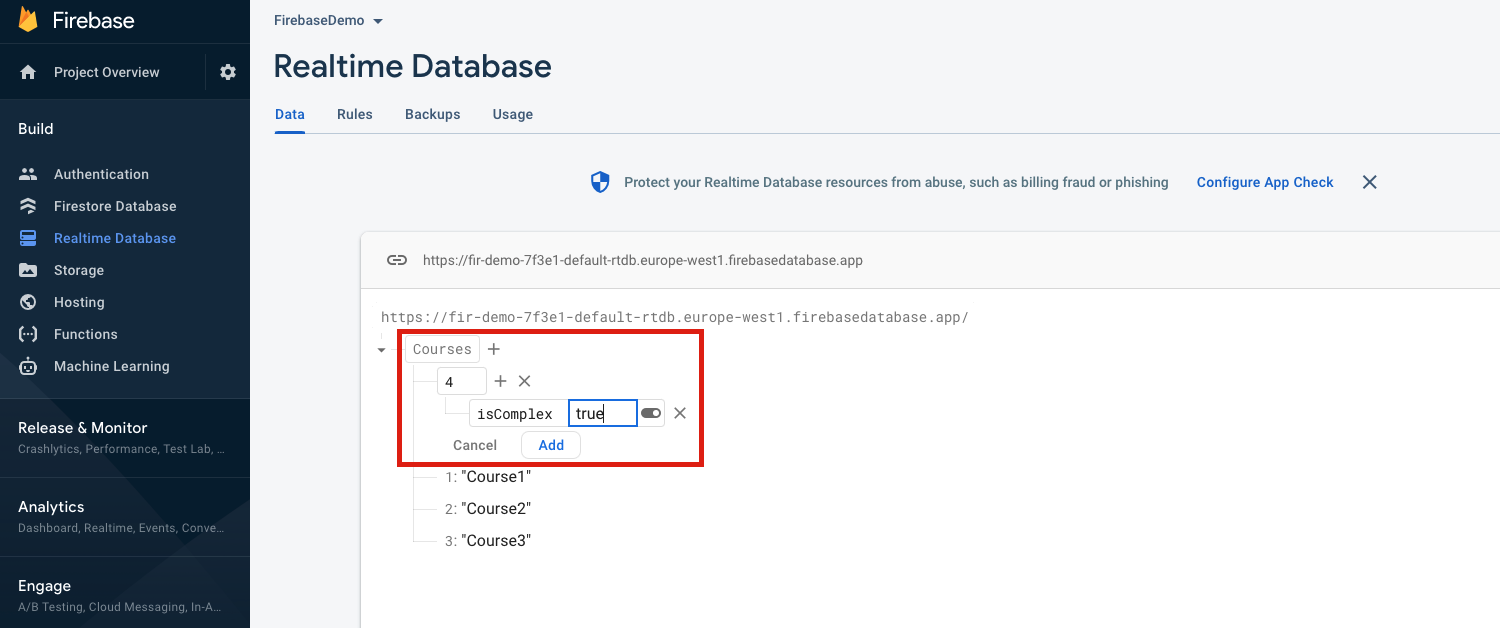 Firebase
Project Overview
Build
Authentication
Firestore Database
Realtime Database
Storage
Hosting
Functions
Machine Learning
Release & Monitor
Crashlytics, Performance, Test Lab, ...
Analytics
Dashboard, Realtime, Events, Conve...
Engage
A/B Testing, Cloud Messaging, In-A...
FirebaseDemo
Realtime Database
Data Rules Backups Usage
Protect your Realtime Database resources from abuse, such as billing fraud or phishing Configure App Check
https://fir-demo-7f3e1-default-rtdb.europe-west1.firebasedatabase.app
https://fir-demo-7f3e1-default-rtdb.europe-west1.firebasedatabase.app/
Courses
4
isComplex true
Cancel Add
1: "Course1"
2: "Course2"
3: "Course3"